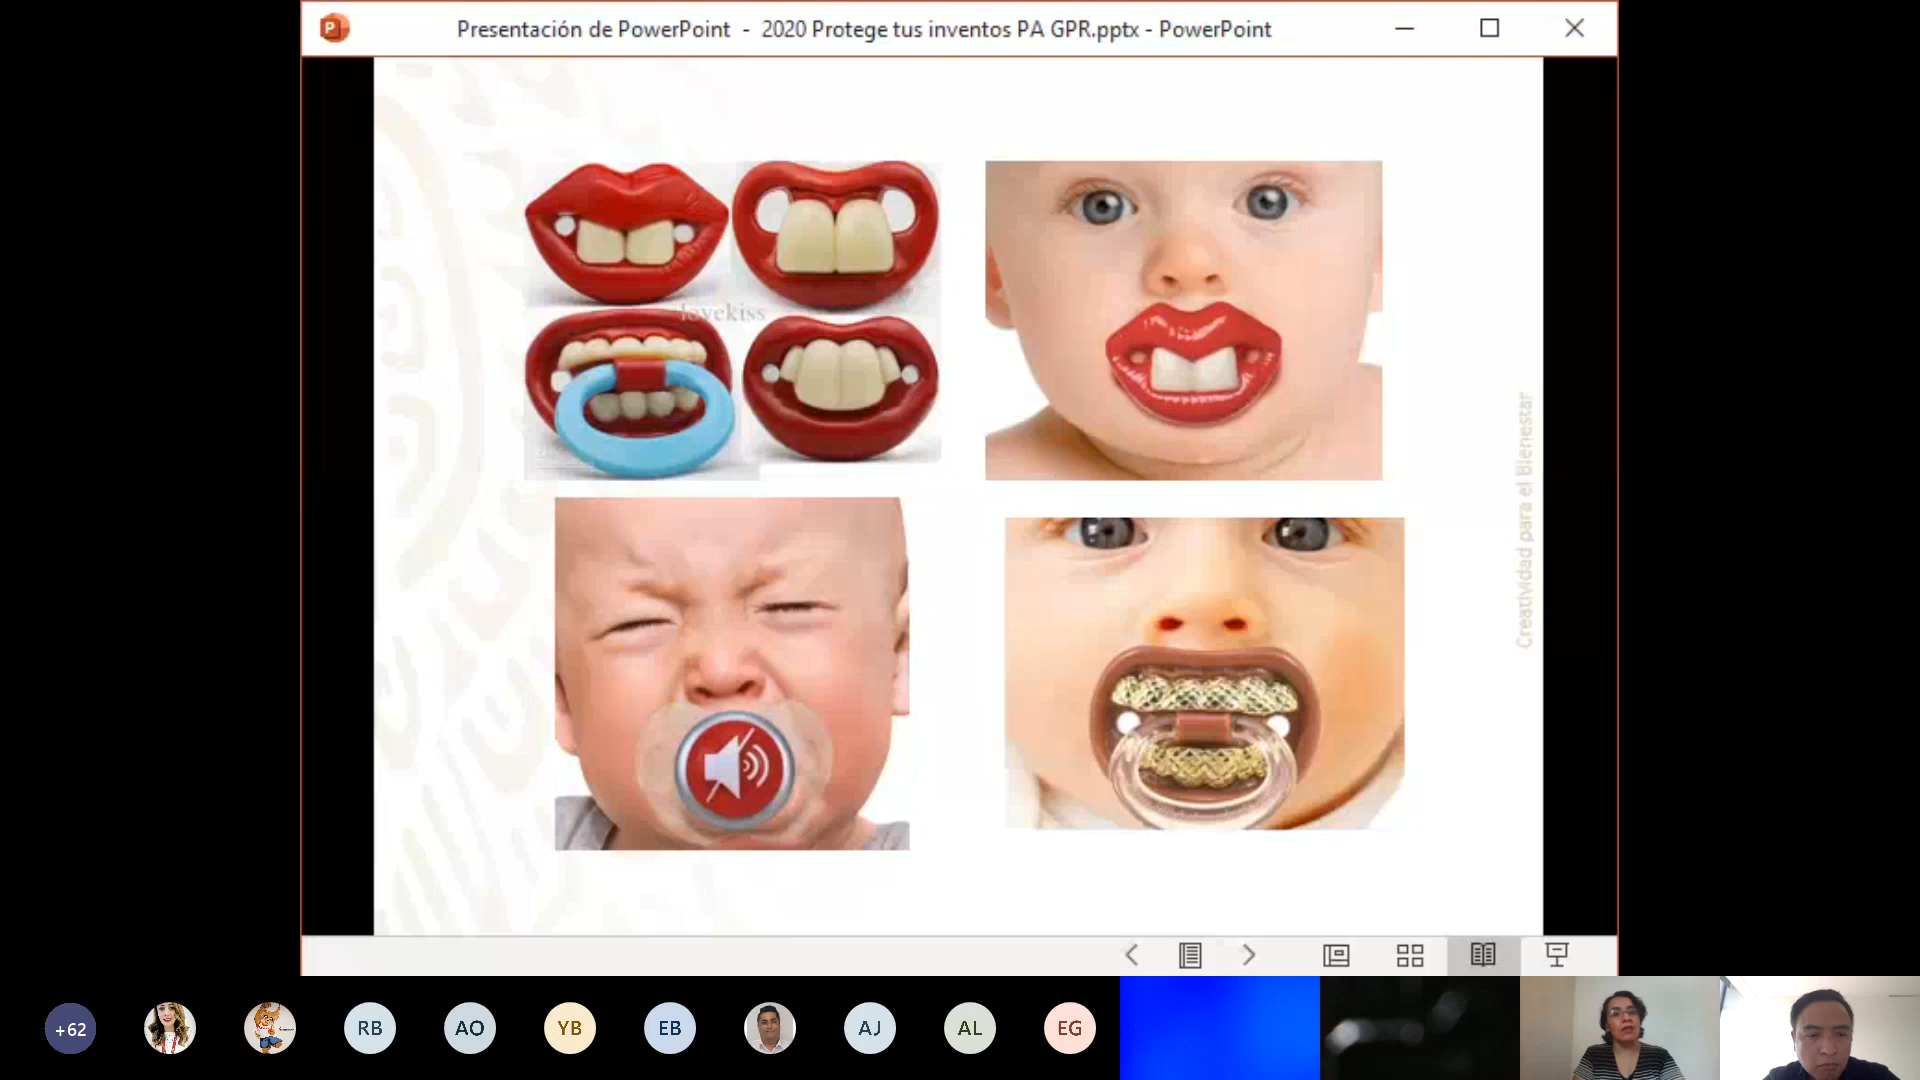 Presentación de PowerPoint - 2020 Protege tus inventos PA GPR.pptx - PowerPoint
lovekiss
Creatividad para el Bienestar
+62
RB
AO
YB
EB
AJ
AL
EG